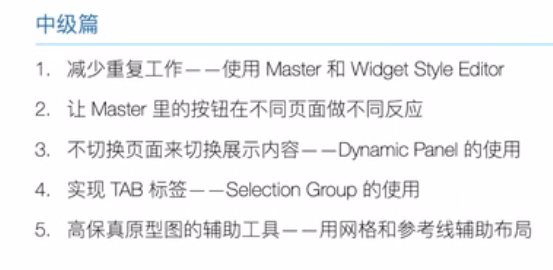 中级篇
1. 减少重复工作——使用 Master 和 Widget Style Editor
2. 让 Master 里的按钮在不同页面做不同反应
3. 不切换页面来切换展示内容——Dynamic Panel 的使用
4. 实现 TAB 标签——Selection Group 的使用
5. 高保真原型图的辅助工具——用网格和参考线辅助布局